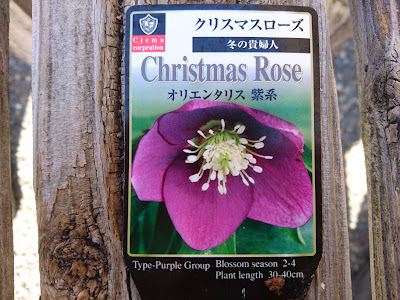 クリスマスローズ
Clema
corpration
冬の貴婦人
Christmas Rose
オリエンタリス 紫系
Type-Purple Group
Blossom season 2-4
Plant length 30-40cm